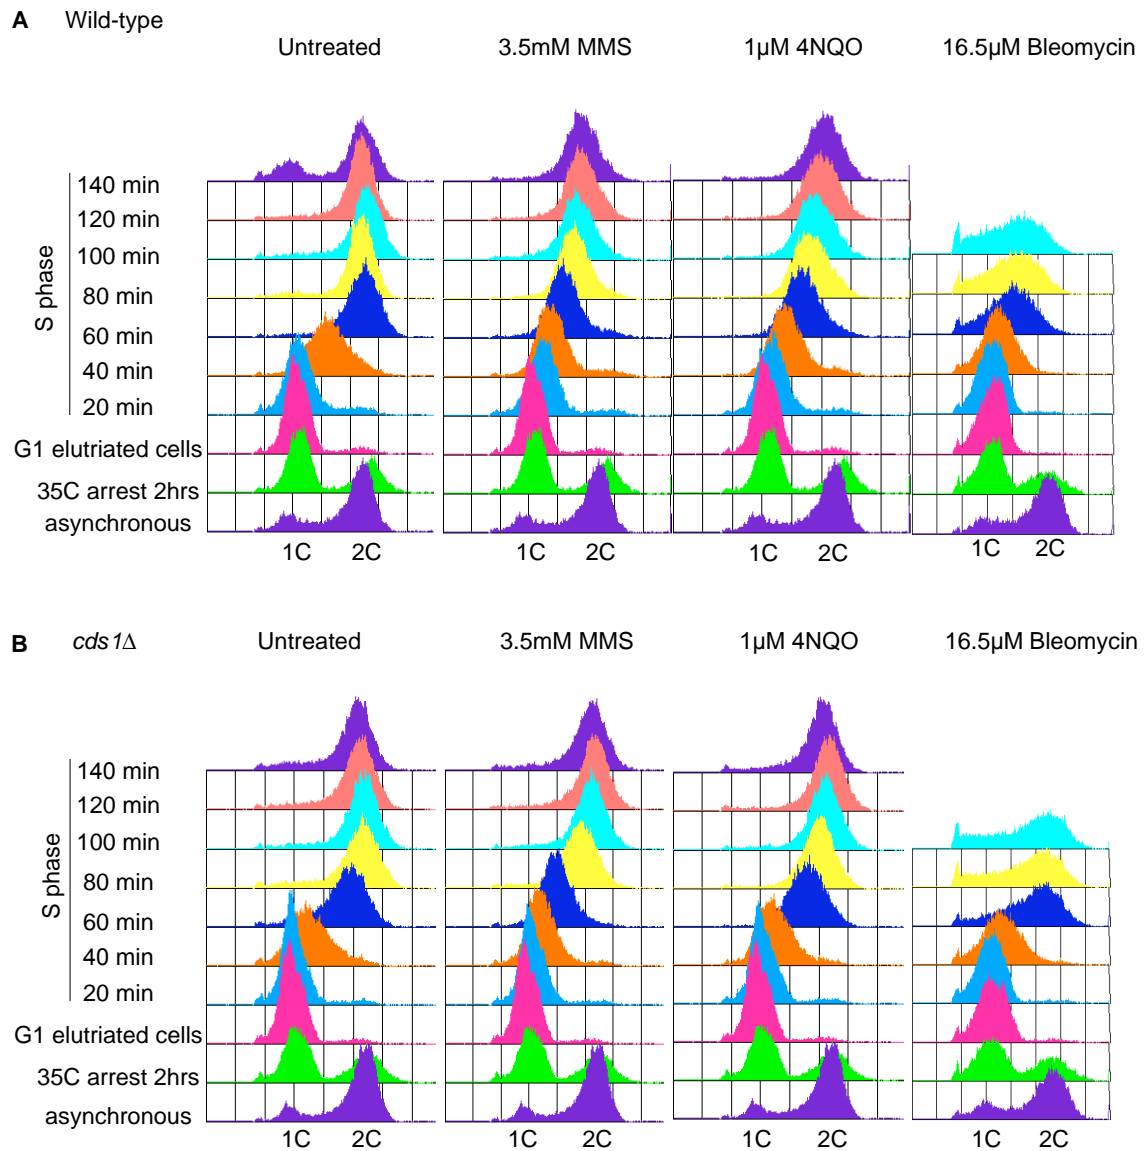 A Wild-type
Untreated 3.5mM MMS 1µM 4NQO 16.5µM Bleomycin
S phase
140 min
120 min
100 min
80 min
60 min
40 min
20 min
G1 elutriated cells
35C arrest 2hrs
asynchronous
1C 2C 1C 2C 1C 2C 1C 2C
B cds1Δ
Untreated 3.5mM MMS 1µM 4NQO 16.5µM Bleomycin
S phase
140 min
120 min
100 min
80 min
60 min
40 min
20 min
G1 elutriated cells
35C arrest 2hrs
asynchronous
1C 2C 1C 2C 1C 2C 1C 2C